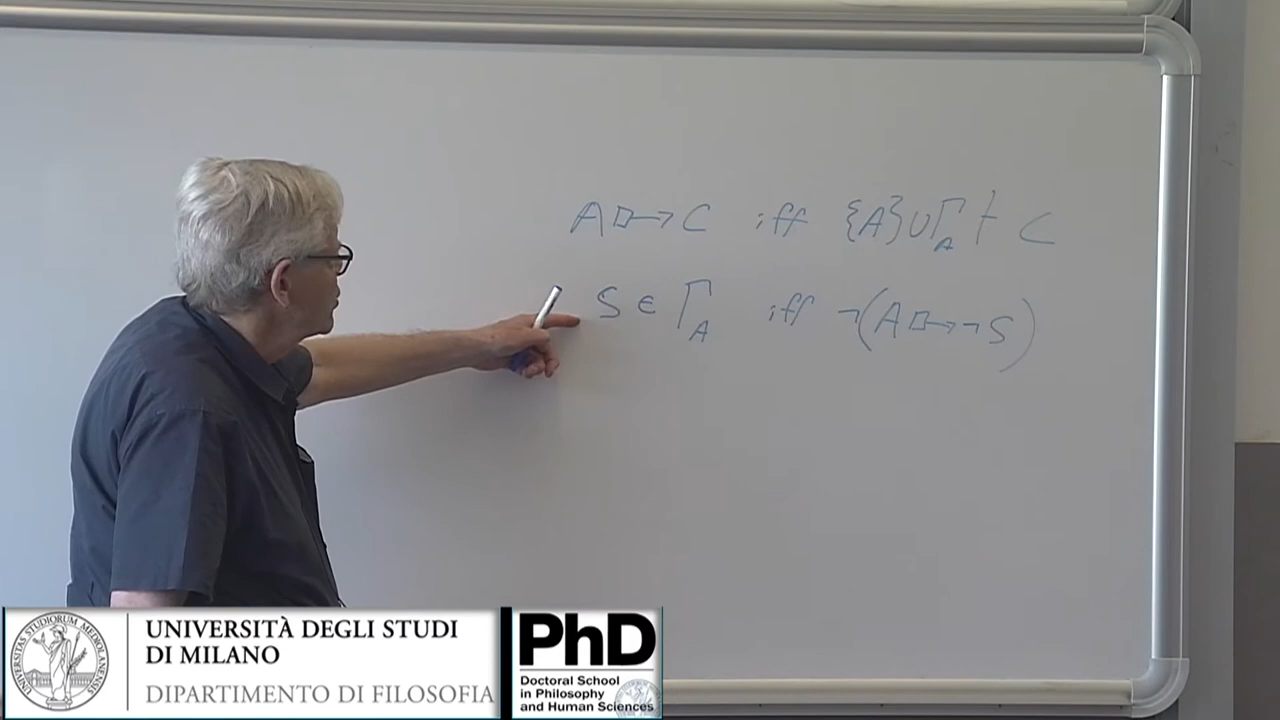 A □→ C iff {A} ∪ Γ_A ⊢ C
S ∈ Γ_A iff ¬(A □→ ¬S)
UNIVERSITÀ DEGLI STUDI
DI MILANO
DIPARTIMENTO DI FILOSOFIA
PhD
Doctoral School
in Philosophy
and Human Sciences